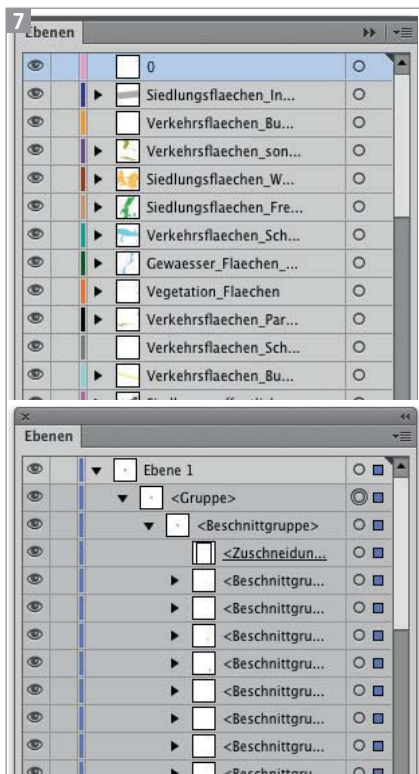 7
Ebenen
0
Siedlungsflaechen_In...
Verkehrsflaechen_Bu...
Verkehrsflaechen_son...
Siedlungsflaechen_W...
Siedlungsflaechen_Fre...
Verkehrsflaechen_Sch...
Gewaesser_Flaechen_...
Vegetation_Flaechen
Verkehrsflaechen_Par...
Verkehrsflaechen_Sch...
Verkehrsflaechen_Bu...
Ebenen
Ebene 1
<Gruppe>
<Beschnittgruppe>
<Zuschneidun...
<Beschnittgru...
<Beschnittgru...
<Beschnittgru...
<Beschnittgru...
<Beschnittgru...
<Beschnittgru...
<Beschnittgru...
<Beschnittgru...